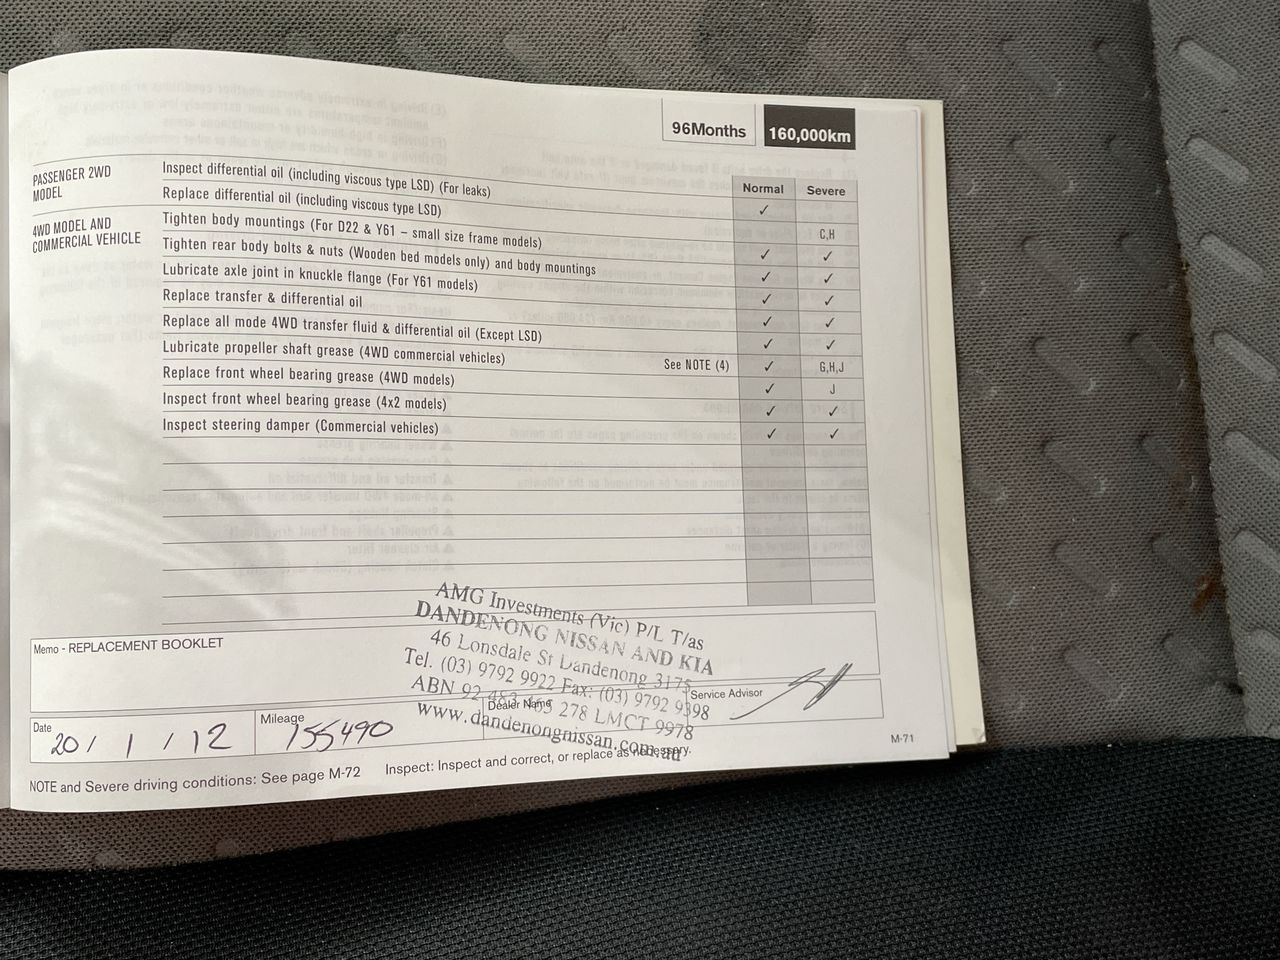 96Months 160,000km
PASSENGER 2WD MODEL
4WD MODEL AND COMMERCIAL VEHICLE
Normal Severe
Inspect differential oil (including viscous type LSD) (For leaks) ✓
Replace differential oil (including viscous type LSD) C,H
Tighten body mountings (For D22 & Y61 – small size frame models) ✓ ✓
Tighten rear body bolts & nuts (Wooden bed models only) and body mountings ✓ ✓
Lubricate axle joint in knuckle flange (For Y61 models) ✓ ✓
Replace transfer & differential oil ✓ ✓
Replace all mode 4WD transfer fluid & differential oil (Except LSD) ✓ ✓
Lubricate propeller shaft grease (4WD commercial vehicles) See NOTE (4) ✓ G,H,J
Replace front wheel bearing grease (4WD models) ✓ J
Inspect front wheel bearing grease (4x2 models) ✓ ✓
Inspect steering damper (Commercial vehicles) ✓ ✓
Memo - REPLACEMENT BOOKLET
AMG Investments (Vic) P/L T/as
DANDENONG NISSAN AND KIA
46 Lonsdale St Dandenong 3175
Tel. (03) 9792 9922 Fax: (03) 9792 9398
ABN 92 483 465 278 LMCT 9978
www.dandenongnissan.com.au
Date 20 / 1 / 12
Mileage 155490
Dealer Name
Service Advisor
NOTE and Severe driving conditions: See page M-72 Inspect: Inspect and correct, or replace as necessary.
M-71